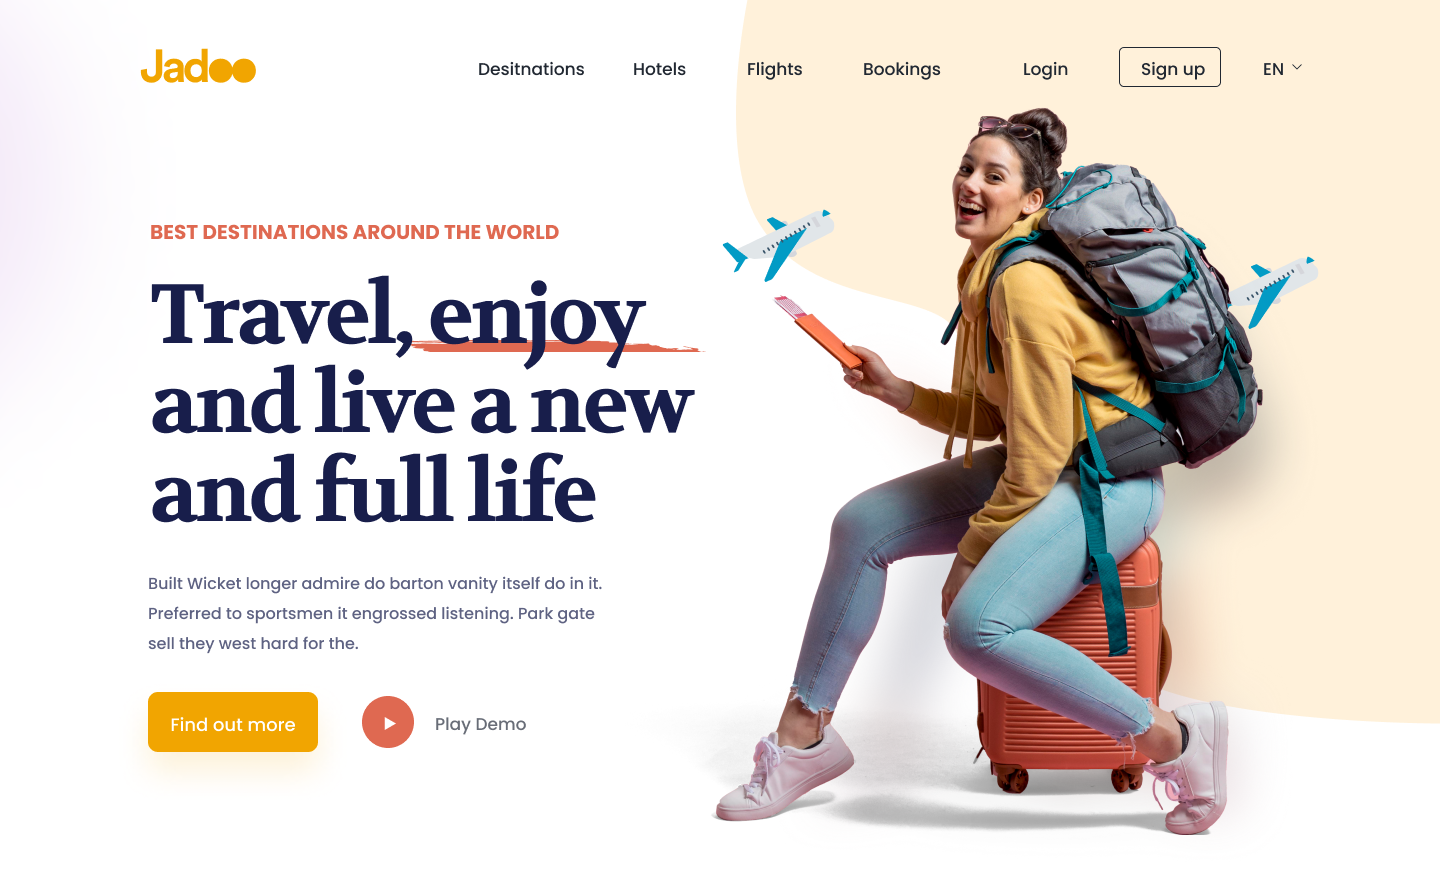 Jadoo
Desitnations Hotels Flights Bookings Login Sign up EN
BEST DESTINATIONS AROUND THE WORLD
Travel, enjoy
and live a new
and full life
Built Wicket longer admire do barton vanity itself do in it.
Preferred to sportsmen it engrossed listening. Park gate
sell they west hard for the.
Find out more Play Demo